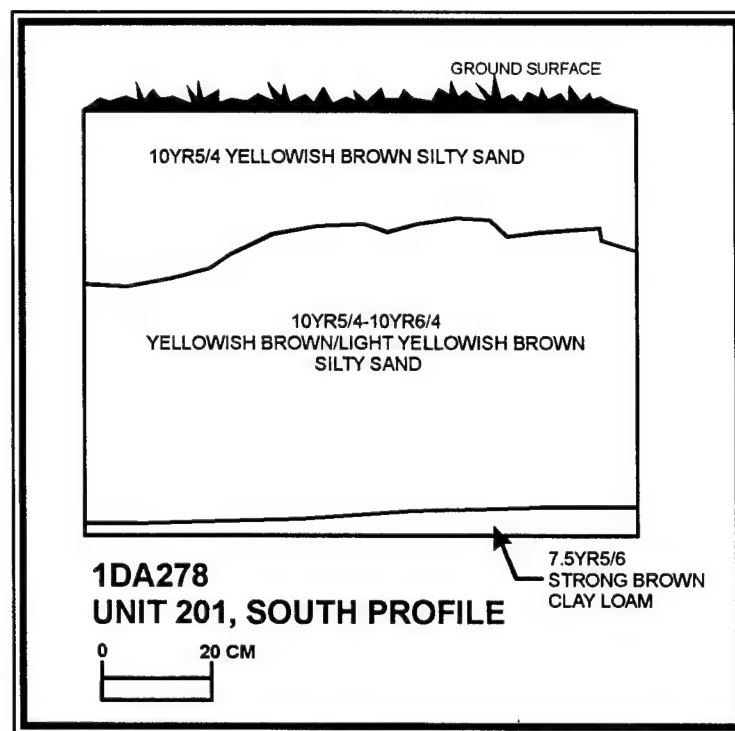 GROUND SURFACE
10YR5/4 YELLOWISH BROWN SILTY SAND
10YR5/4-10YR6/4
YELLOWISH BROWN/LIGHT YELLOWISH BROWN
SILTY SAND
7.5YR5/6
STRONG BROWN
CLAY LOAM
1DA278
UNIT 201, SOUTH PROFILE
0 20 CM